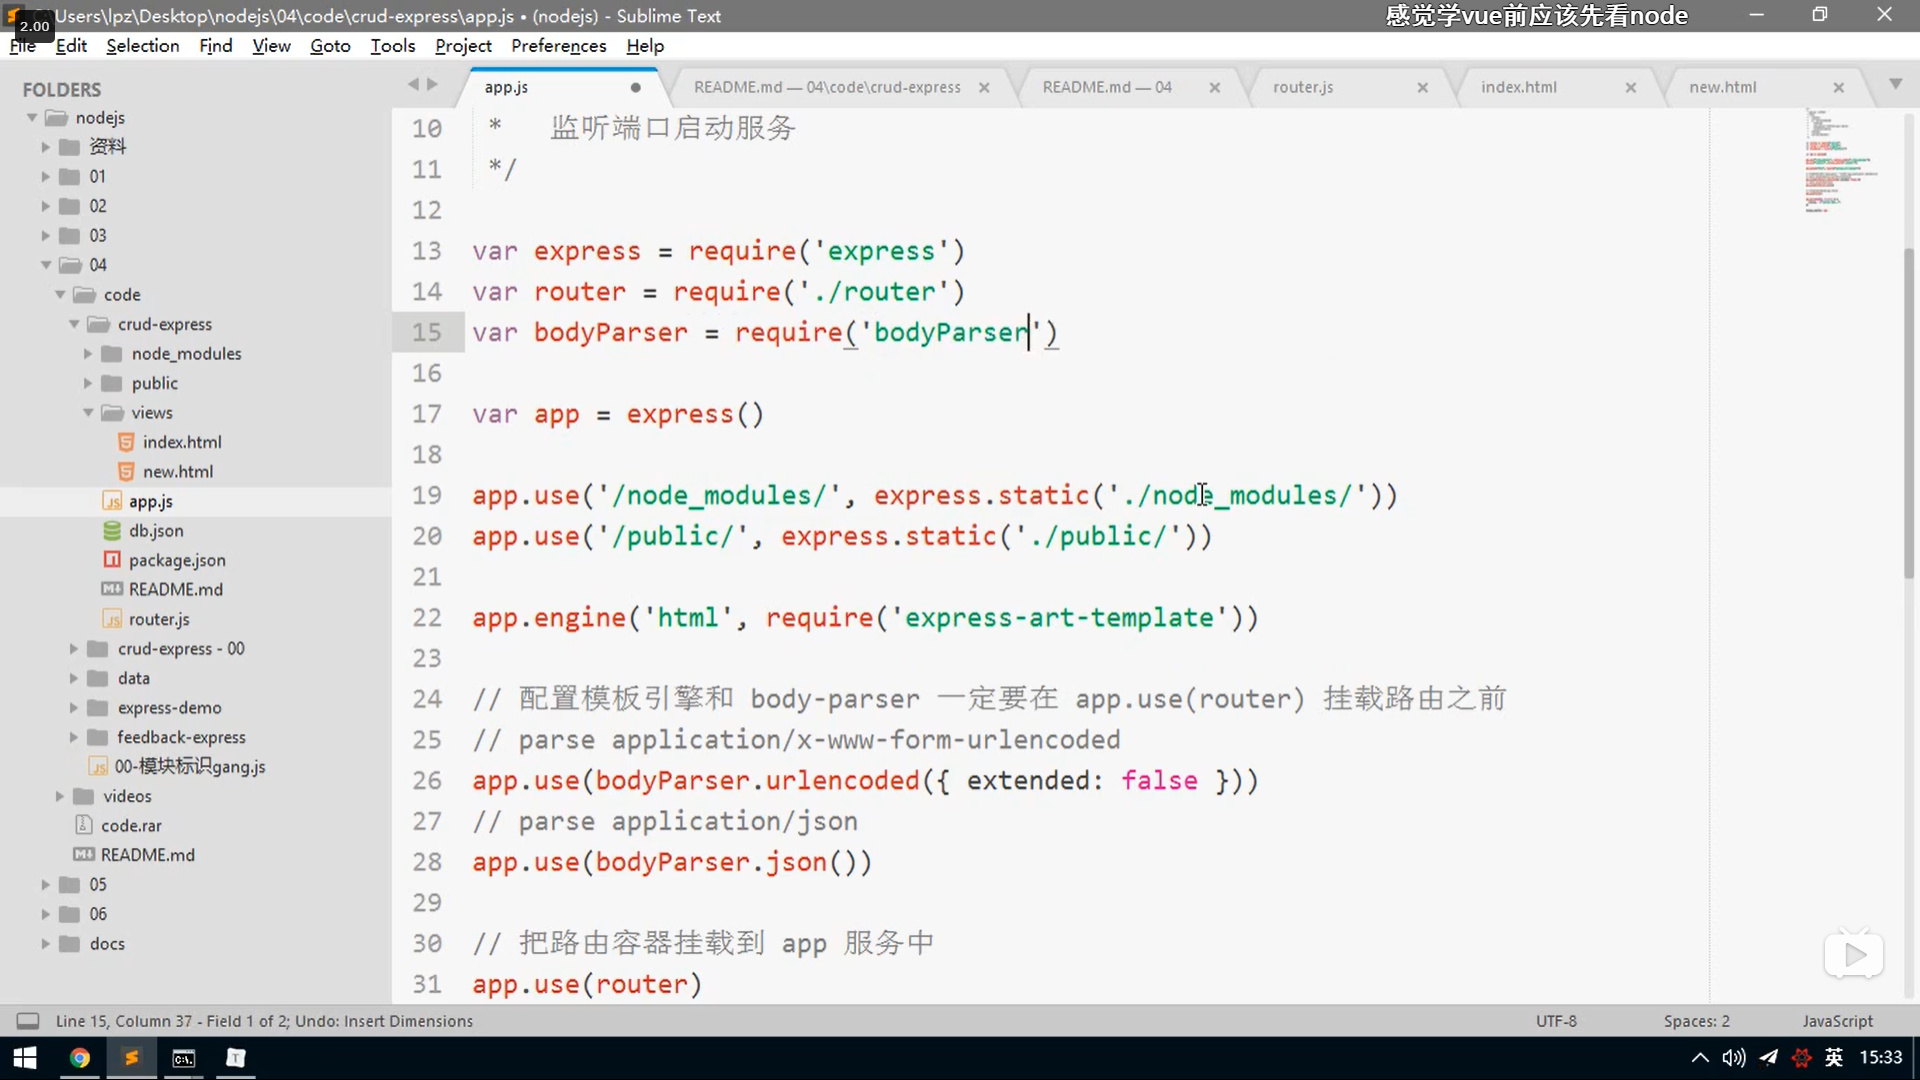 2.00
C:\Users\lpz\Desktop\nodejs\04\code\crud-express\app.js • (nodejs) - Sublime Text
感觉学vue前应该先看node
File Edit Selection Find View Goto Tools Project Preferences Help
FOLDERS
nodejs
资料
01
02
03
04
code
crud-express
node_modules
public
views
index.html
new.html
app.js
db.json
package.json
README.md
router.js
crud-express - 00
data
express-demo
feedback-express
00-模块标识gang.js
videos
code.rar
README.md
05
06
docs
app.js
README.md — 04\code\crud-express
README.md — 04
router.js
index.html
new.html
10 * 监听端口启动服务
11 */
12
13 var express = require('express')
14 var router = require('./router')
15 var bodyParser = require('bodyParser')
16
17 var app = express()
18
19 app.use('/node_modules/', express.static('./node_modules/'))
20 app.use('/public/', express.static('./public/'))
21
22 app.engine('html', require('express-art-template'))
23
24 // 配置模板引擎和 body-parser 一定要在 app.use(router) 挂载路由之前
25 // parse application/x-www-form-urlencoded
26 app.use(bodyParser.urlencoded({ extended: false }))
27 // parse application/json
28 app.use(bodyParser.json())
29
30 // 把路由容器挂载到 app 服务中
31 app.use(router)
Line 15, Column 37 - Field 1 of 2; Undo: Insert Dimensions
UTF-8
Spaces: 2
JavaScript
英
15:33